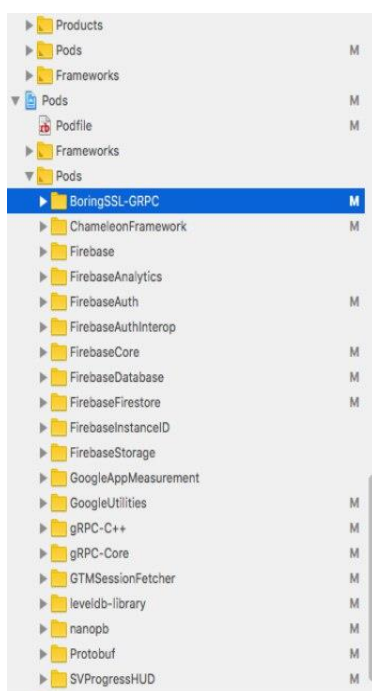 Products
Pods M
Frameworks
Pods M
rb Podfile M
Frameworks
Pods
BoringSSL-GRPC M
ChameleonFramework M
Firebase
FirebaseAnalytics
FirebaseAuth M
FirebaseAuthInterop
FirebaseCore M
FirebaseDatabase M
FirebaseFirestore M
FirebaseInstanceID
FirebaseStorage
GoogleAppMeasurement
GoogleUtilities M
gRPC-C++ M
gRPC-Core M
GTMSessionFetcher M
leveldb-library M
nanopb M
Protobuf M
SVProgressHUD M